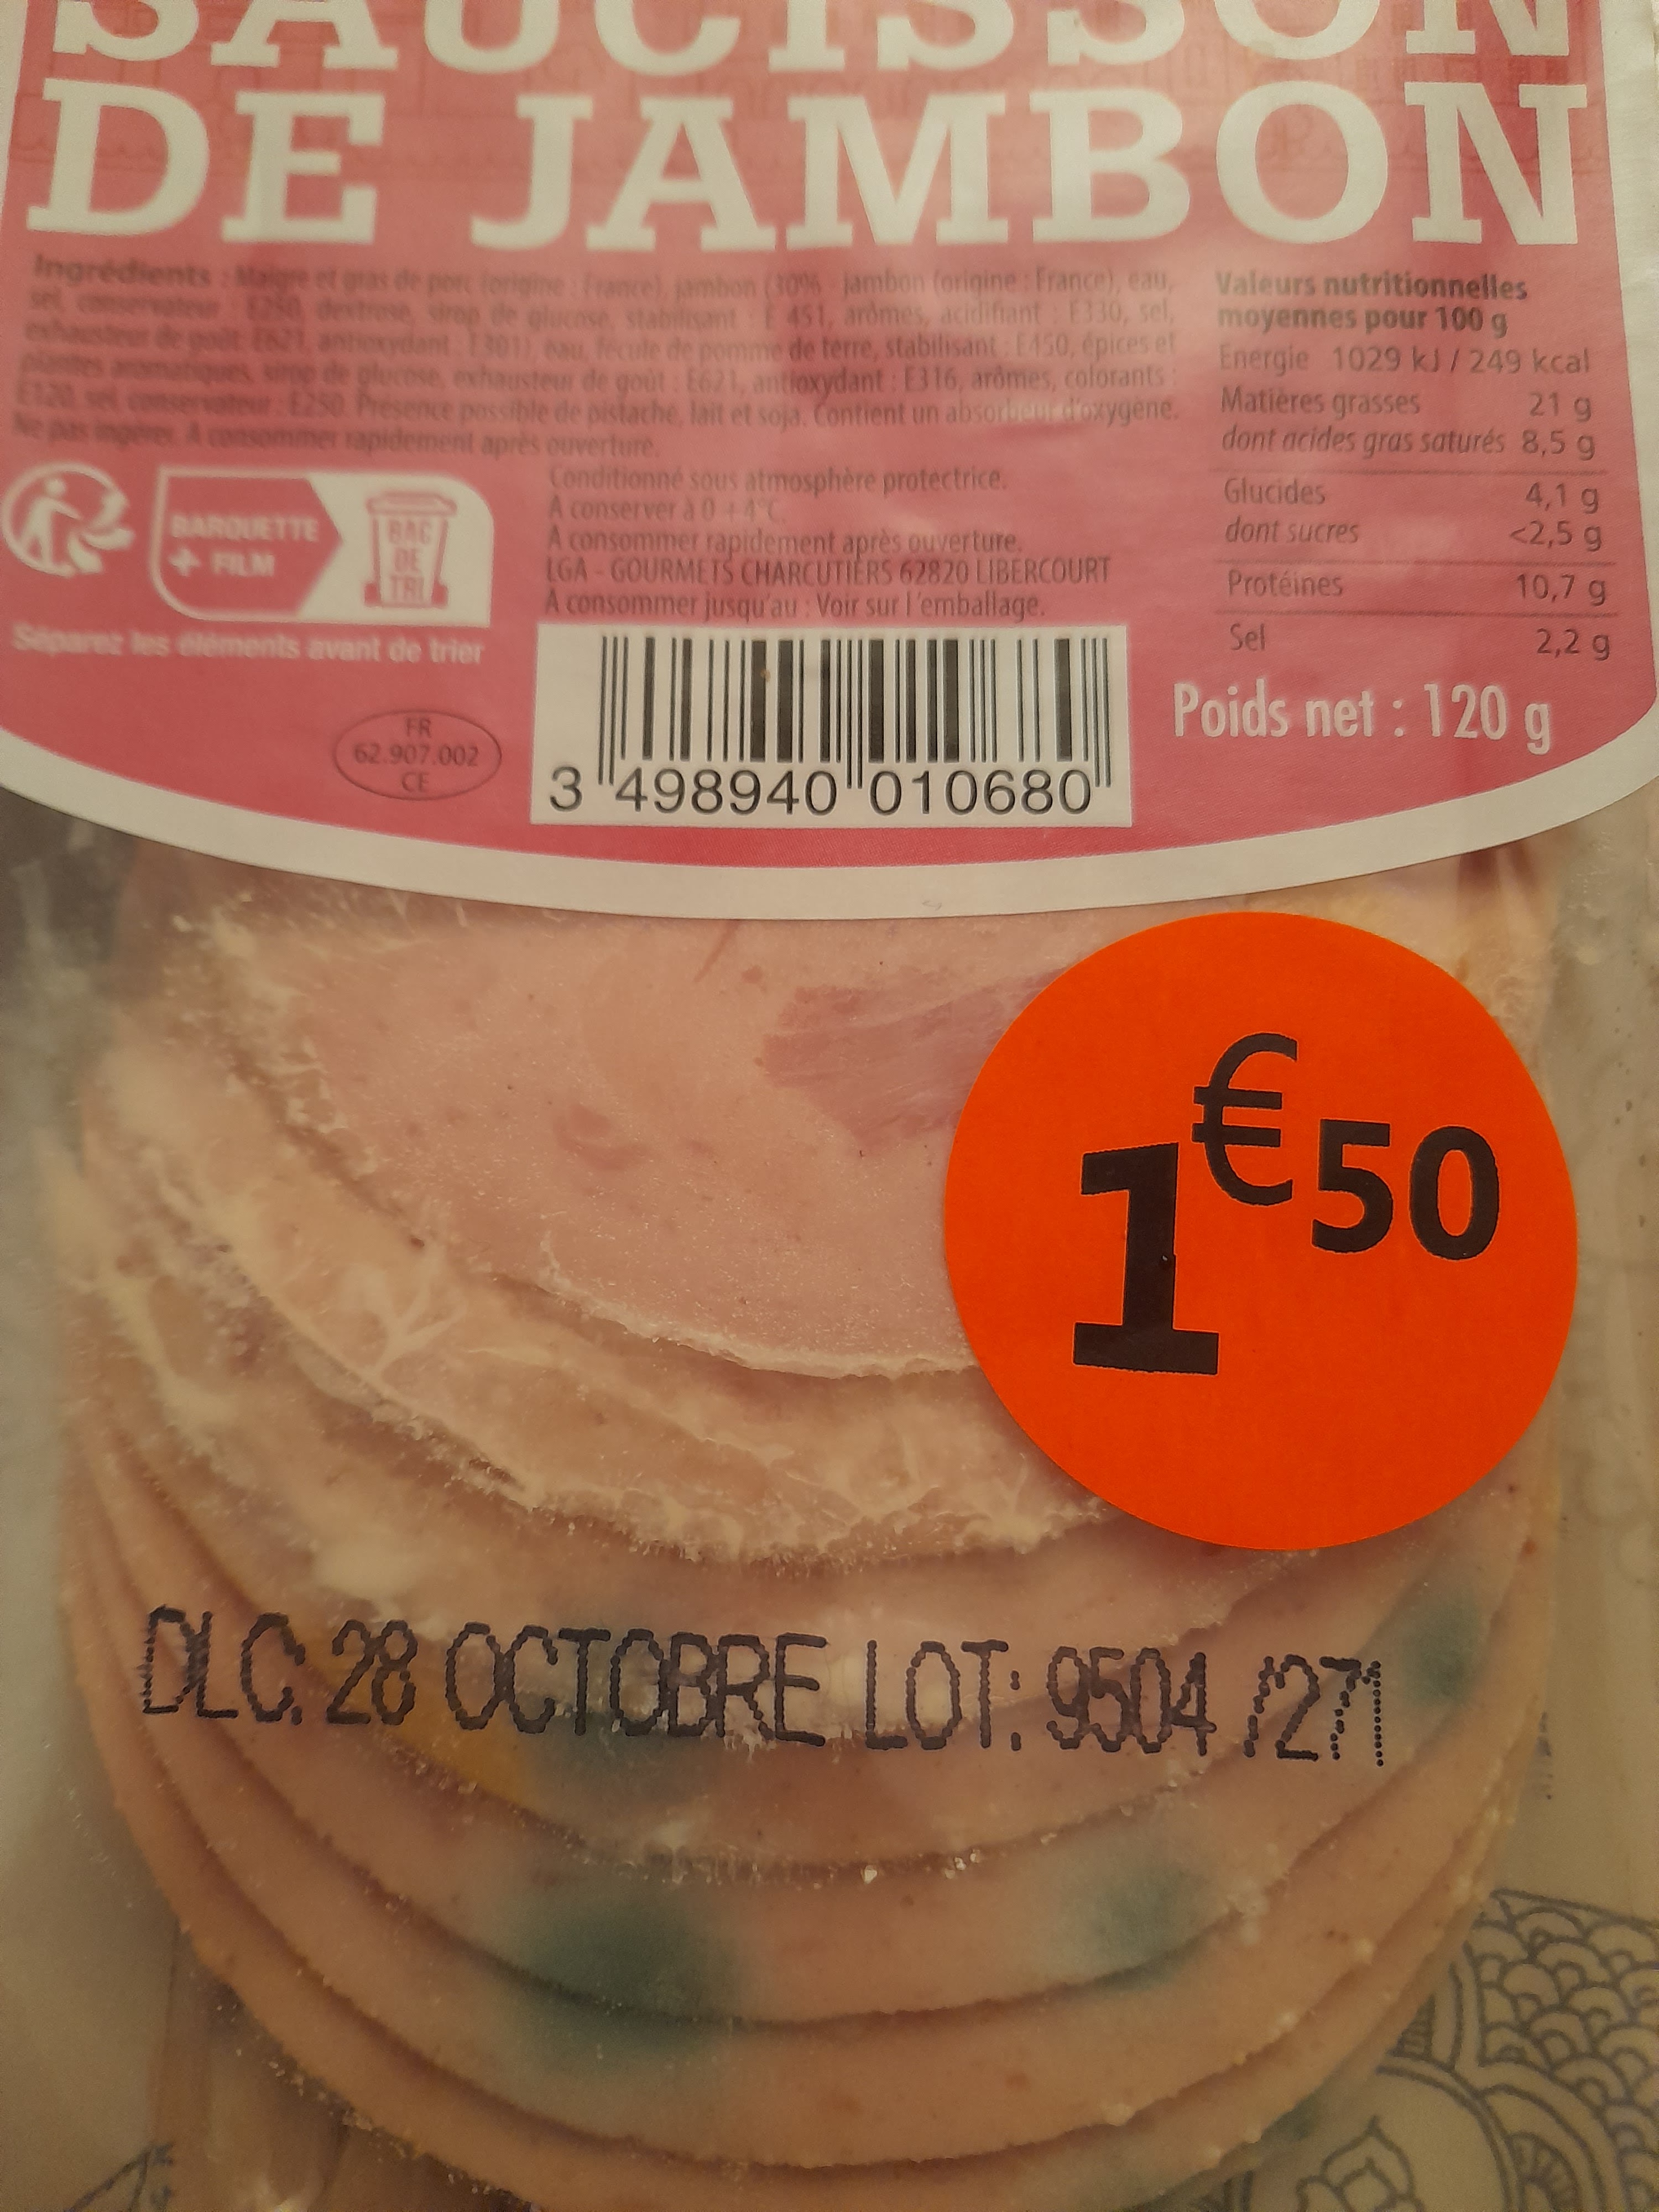 SAUCISSON
DE JAMBON
Ingrédients : Maigre et gras de porc (origine : France), jambon (30% - jambon (origine : France), eau,
sel, conservateur : E250, dextrose, sirop de glucose, stabilisant : E 451, arômes, acidifiant : E330, sel,
exhausteur de goût: E621, antioxydant : E301), eau, fécule de pomme de terre, stabilisant : E450, épices et
plantes aromatiques, sirop de glucose, exhausteur de goût : E621, antioxydant : E316, arômes, colorants :
E120, sel, conservateur : E250. Présence possible de pistache, lait et soja. Contient un absorbeur d'oxygène.
Ne pas ingérer. A consommer rapidement après ouverture.
BARQUETTE
+ FILM
BAC
DE
TRI
Séparez les éléments avant de trier
Conditionné sous atmosphère protectrice.
A conserver à 0 +4°C.
A consommer rapidement après ouverture.
LGA - GOURMETS CHARCUTIERS 62820 LIBERCOURT
A consommer jusqu'au : Voir sur l'emballage.
FR
62.907.002
CE
3 498940 010680
Valeurs nutritionnelles
moyennes pour 100 g
Energie 1029 kJ / 249 kcal
Matières grasses 21 g
dont acides gras saturés 8,5 g
Glucides 4,1 g
dont sucres <2,5 g
Protéines 10,7 g
Sel 2,2 g
Poids net : 120 g
1€50
DLC. 28 OCTOBRE LOT: 9504 /271